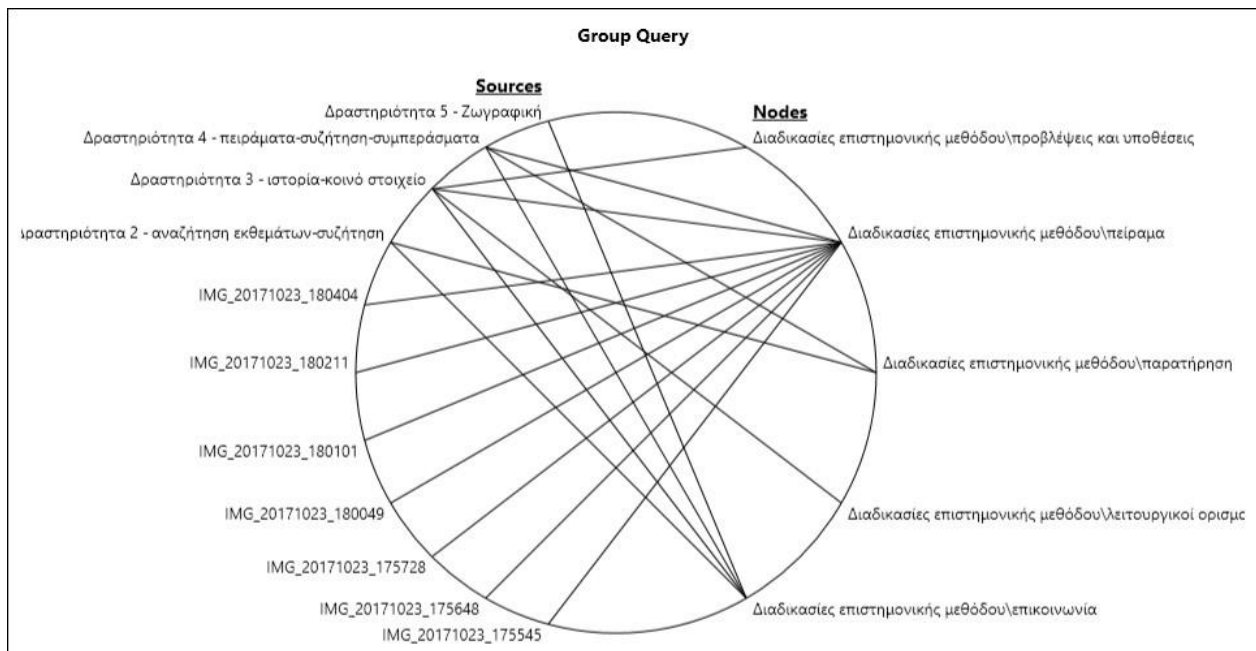 Group Query
Sources
Δραστηριότητα 5 - Ζωγραφική
Δραστηριότητα 4 - πειράματα-συζήτηση-συμπεράσματα
Δραστηριότητα 3 - ιστορία-κοινό στοιχείο
Δραστηριότητα 2 - αναζήτηση εκθεμάτων-συζήτηση
IMG_20171023_180404
IMG_20171023_180211
IMG_20171023_180101
IMG_20171023_180049
IMG_20171023_175728
IMG_20171023_175648
IMG_20171023_175545
Nodes
Διαδικασίες επιστημονικής μεθόδου\προβλέψεις και υποθέσεις
Διαδικασίες επιστημονικής μεθόδου\πείραμα
Διαδικασίες επιστημονικής μεθόδου\παρατήρηση
Διαδικασίες επιστημονικής μεθόδου\λειτουργικοί ορισμο
Διαδικασίες επιστημονικής μεθόδου\επικοινωνία